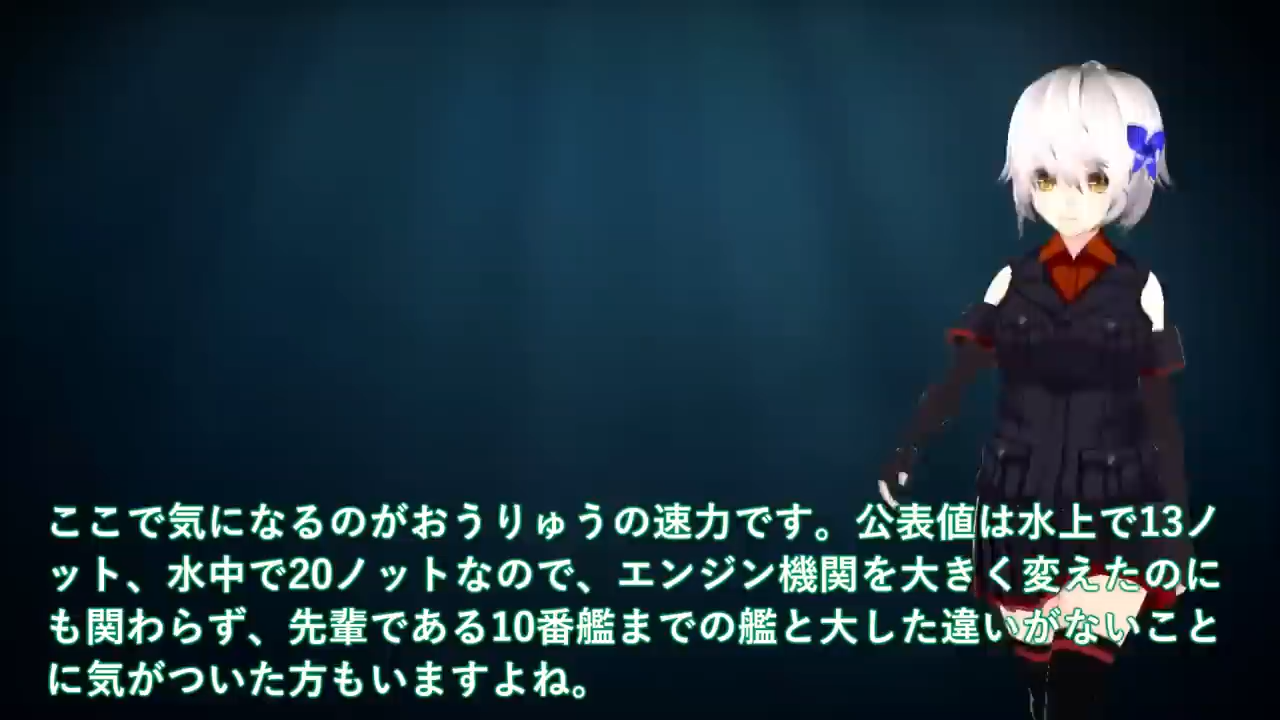 ここで気になるのがおうりゅうの速力です。公表値は水上で13ノ
ット、水中で20ノットなので、エンジン機関を大きく変えたのに
も関わらず、先輩である10番艦までの艦と大した違いがないこと
に気がついた方もいますよね。